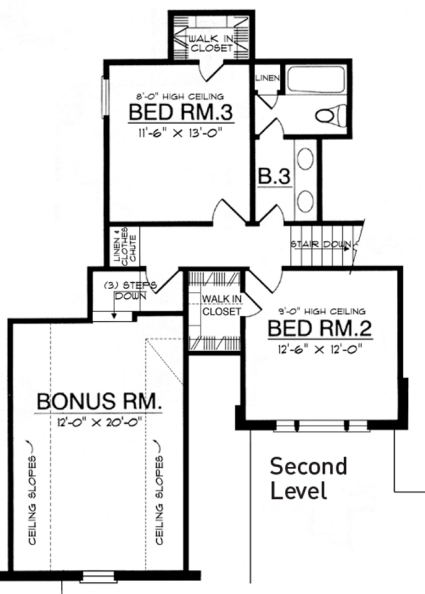 WALK IN
CLOSET
8'-0" HIGH CEILING
BED RM.3
11'-6" X 13'-0"
LINEN
B.3
LINEN &
CLOTHES
CHUTE
STAIR DOWN
(3) STEPS
DOWN
WALK IN
CLOSET
9'-0" HIGH CEILING
BED RM.2
12'-6" X 12'-0"
BONUS RM.
12'-0" X 20'-0"
CEILING SLOPES
CEILING SLOPES
Second
Level